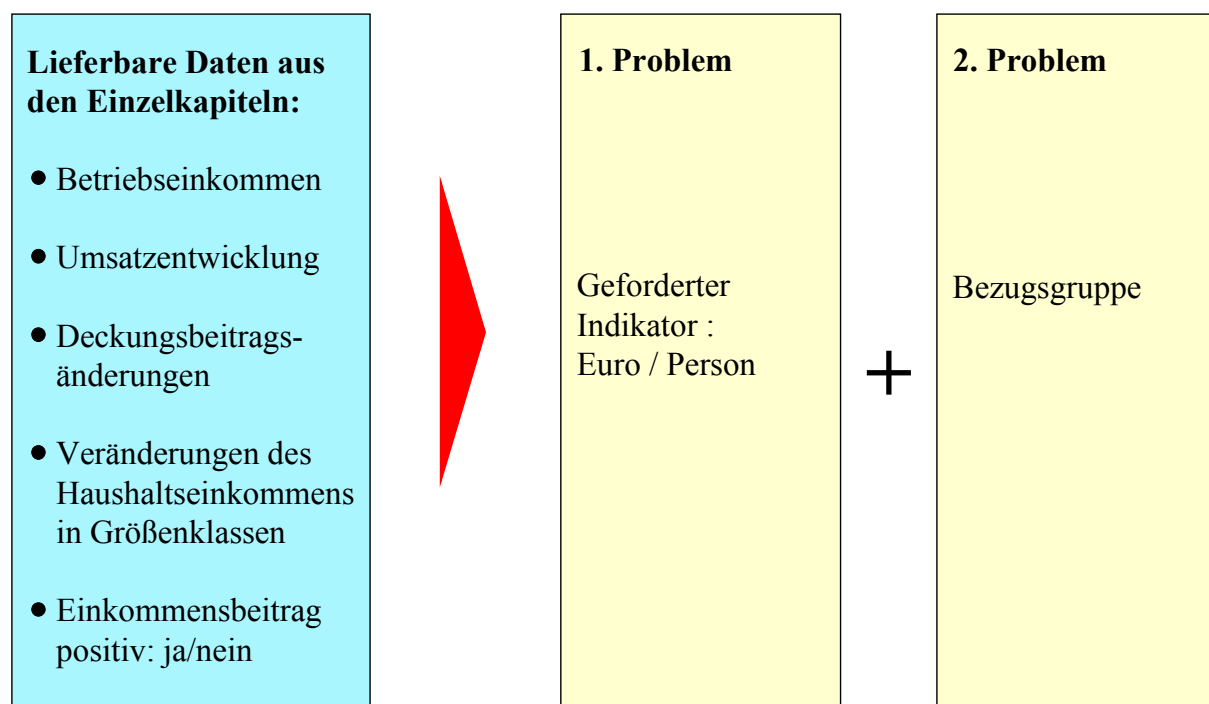 Lieferbare Daten aus
den Einzelkapiteln:
• Betriebseinkommen
• Umsatzentwicklung
• Deckungsbeitrags-
änderungen
• Veränderungen des
Haushaltseinkommens
in Größenklassen
• Einkommensbeitrag
positiv: ja/nein
1. Problem
Geforderter
Indikator :
Euro / Person
+
2. Problem
Bezugsgruppe